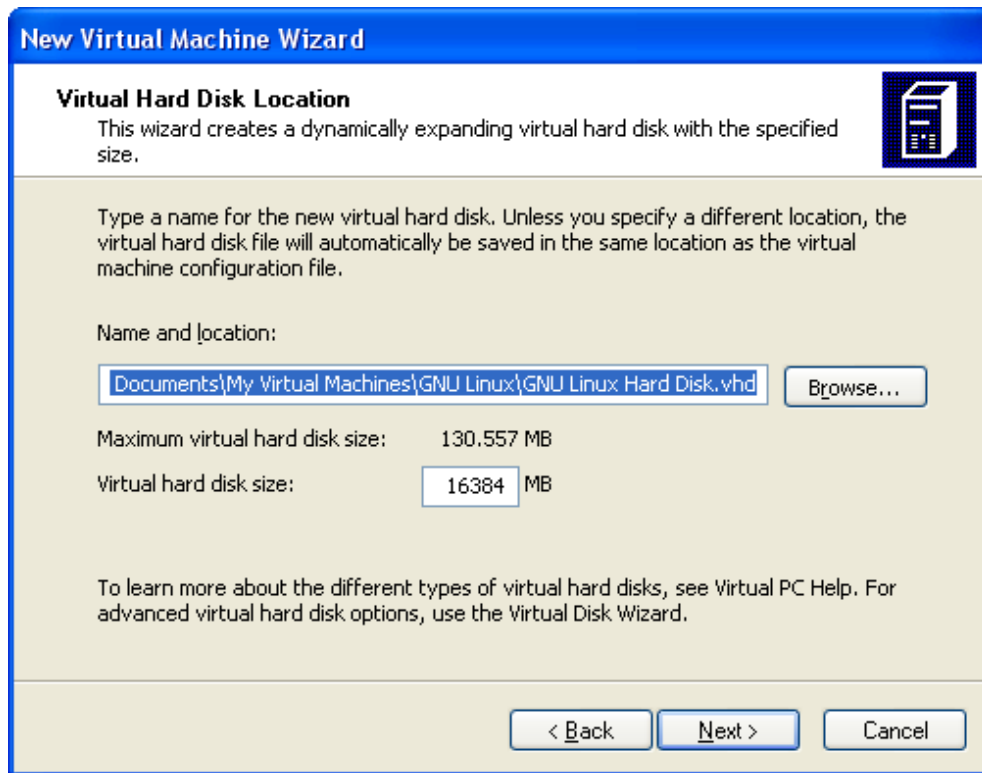 New Virtual Machine Wizard
Virtual Hard Disk Location
This wizard creates a dynamically expanding virtual hard disk with the specified
size.
Type a name for the new virtual hard disk. Unless you specify a different location, the
virtual hard disk file will automatically be saved in the same location as the virtual
machine configuration file.
Name and location:
Documents\My Virtual Machines\GNU Linux\GNU Linux Hard Disk.vhd
Browse...
Maximum virtual hard disk size: 130.557 MB
Virtual hard disk size: 16384 MB
To learn more about the different types of virtual hard disks, see Virtual PC Help. For
advanced virtual hard disk options, use the Virtual Disk Wizard.
< Back Next > Cancel